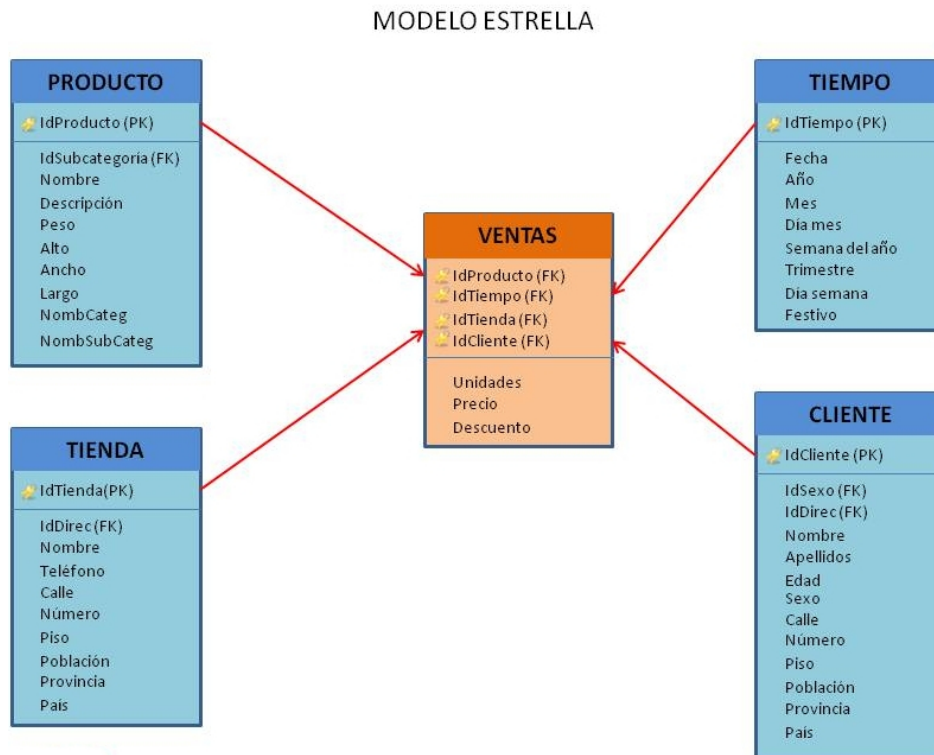 MODELO ESTRELLA
PRODUCTO
IdProducto (PK)
IdSubcategoría (FK)
Nombre
Descripción
Peso
Alto
Ancho
Largo
NombCateg
NombSubCateg
TIEMPO
IdTiempo (PK)
Fecha
Año
Mes
Día mes
Semana del año
Trimestre
Día semana
Festivo
VENTAS
IdProducto (FK)
IdTiempo (FK)
IdTienda (FK)
IdCliente (FK)
Unidades
Precio
Descuento
TIENDA
IdTienda(PK)
IdDirec (FK)
Nombre
Teléfono
Calle
Número
Piso
Población
Provincia
País
CLIENTE
IdCliente (PK)
IdSexo (FK)
IdDirec (FK)
Nombre
Apellidos
Edad
Sexo
Calle
Número
Piso
Población
Provincia
País